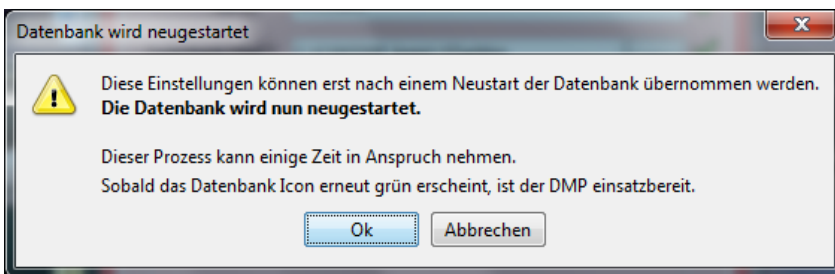 Datenbank wird neugestartet
Diese Einstellungen können erst nach einem Neustart der Datenbank übernommen werden.
Die Datenbank wird nun neugestartet.
Dieser Prozess kann einige Zeit in Anspruch nehmen.
Sobald das Datenbank Icon erneut grün erscheint, ist der DMP einsatzbereit.
Ok Abbrechen